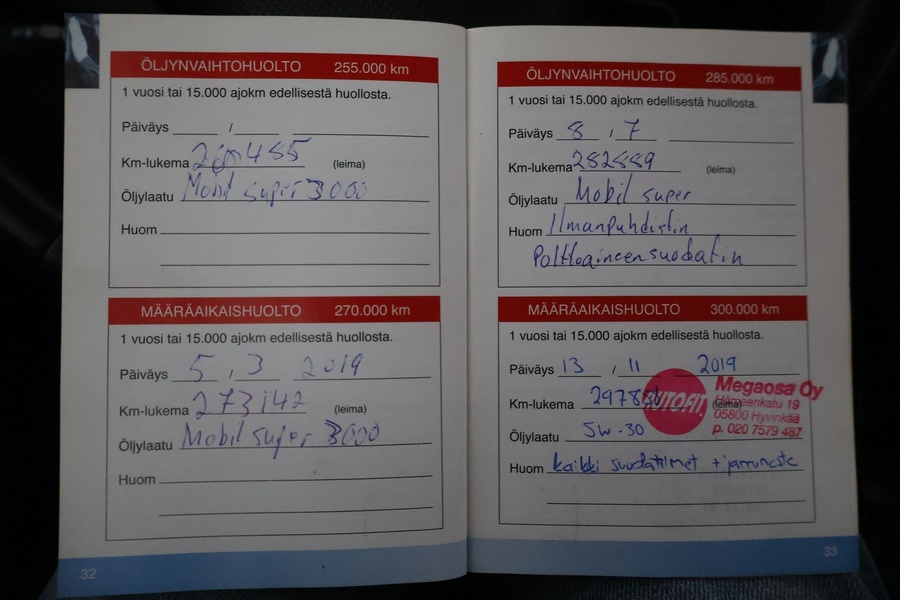 ÖLJYNVAIHTOHUOLTO 255.000 km
1 vuosi tai 15.000 ajokm edellisestä huollosta.
Päiväys /
Km-lukema (leima)
Öljylaatu Mobil super 3000
Huom
MÄÄRÄAIKAISHUOLTO 270.000 km
1 vuosi tai 15.000 ajokm edellisestä huollosta.
Päiväys 5 / 3 2019
Km-lukema 273142 (leima)
Öljylaatu Mobil super 3000
Huom
32
ÖLJYNVAIHTOHUOLTO 285.000 km
1 vuosi tai 15.000 ajokm edellisestä huollosta.
Päiväys 8 / 7
Km-lukema 282889 (leima)
Öljylaatu Mobil super
Huom Ilmanpuhdistin
Polttoaineensuodatin
MÄÄRÄAIKAISHUOLTO 300.000 km
1 vuosi tai 15.000 ajokm edellisestä huollosta.
Päiväys 13 / 11 2019
Km-lukema (leima)
AUTOFIT
Megaosa Oy
Hämeenkatu 19
05800 Hyvinkää
p. 020 7579 487
Öljylaatu 5w-30
Huom kaikki suodattimet + jarruneste
33